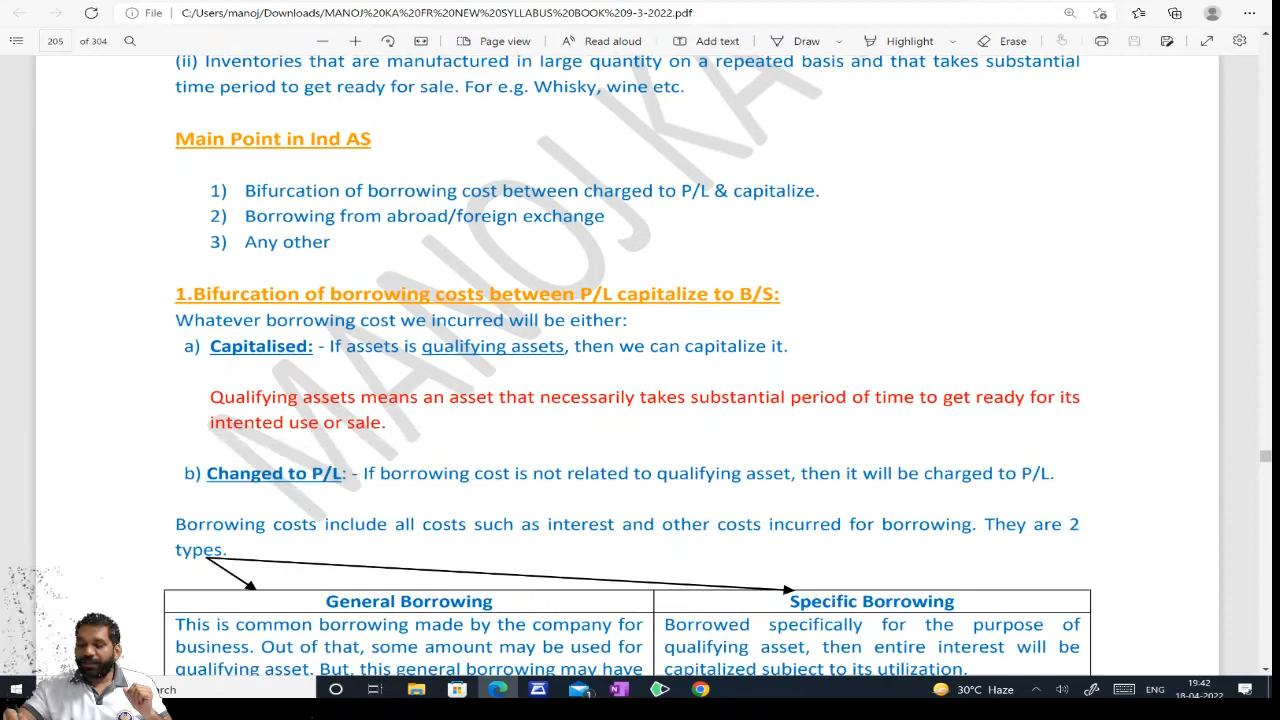 File
C:/Users/manoj/Downloads/MANOJ%20KA%20FR%20NEW%20SYLLABUS%20BOOK%209-3-2022.pdf
205 of 304
Page view
Read aloud
Add text
Draw
Highlight
Erase
(ii) Inventories that are manufactured in large quantity on a repeated basis and that takes substantial
time period to get ready for sale. For e.g. Whisky, wine etc.
Main Point in Ind AS
1) Bifurcation of borrowing cost between charged to P/L & capitalize.
2) Borrowing from abroad/foreign exchange
3) Any other
1.Bifurcation of borrowing costs between P/L capitalize to B/S:
Whatever borrowing cost we incurred will be either:
a) Capitalised: - If assets is qualifying assets, then we can capitalize it.
Qualifying assets means an asset that necessarily takes substantial period of time to get ready for its
intented use or sale.
b) Changed to P/L: - If borrowing cost is not related to qualifying asset, then it will be charged to P/L.
Borrowing costs include all costs such as interest and other costs incurred for borrowing. They are 2
types.
General Borrowing
Specific Borrowing
This is common borrowing made by the company for
business. Out of that, some amount may be used for
qualifying asset. But, this general borrowing may have
Borrowed specifically for the purpose of
qualifying asset, then entire interest will be
capitalized subject to its utilization.
MANOJ KA
arch
30°C Haze
ENG
19:42
18-04-2022